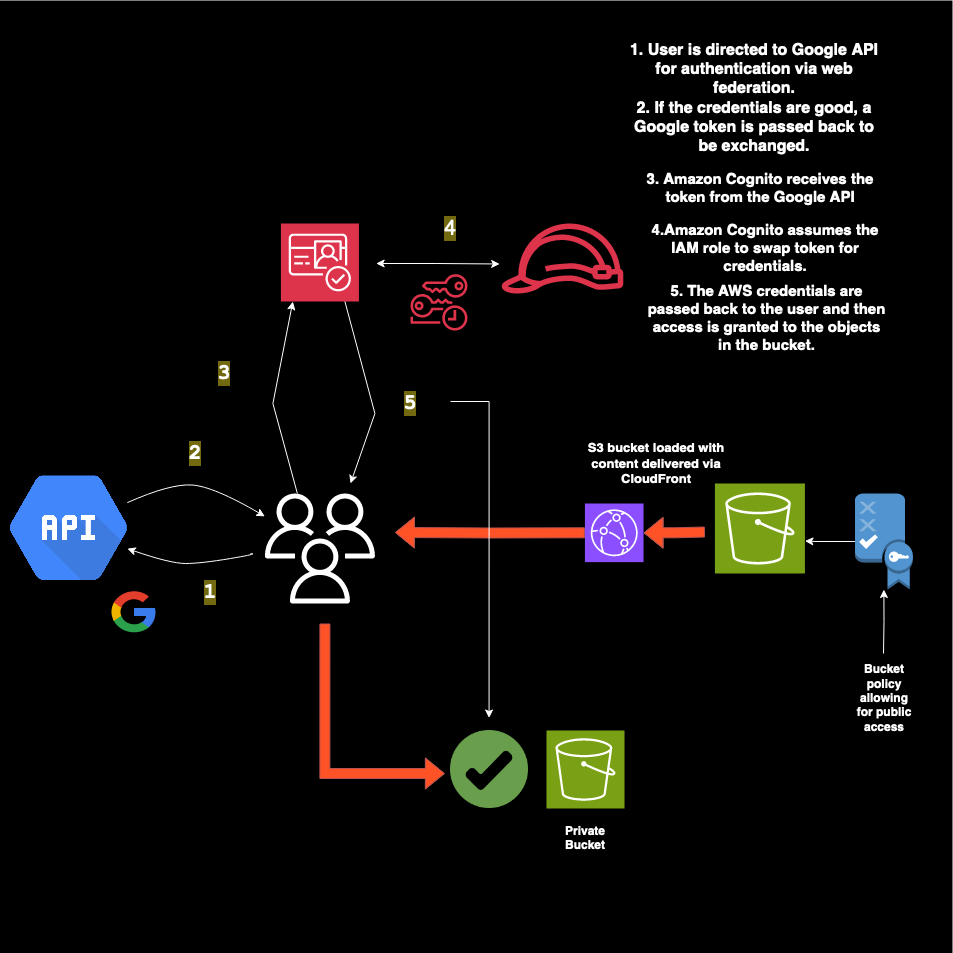 1. User is directed to Google API
for authentication via web
federation.
2. If the credentials are good, a
Google token is passed back to
be exchanged.
3. Amazon Cognito receives the
token from the Google API
4.Amazon Cognito assumes the
IAM role to swap token for
credentials.
5. The AWS credentials are
passed back to the user and then
access is granted to the objects
in the bucket.
4
3
5
2
S3 bucket loaded with
content delivered via
CloudFront
API
1
G
Bucket
policy
allowing
for public
access
Private
Bucket